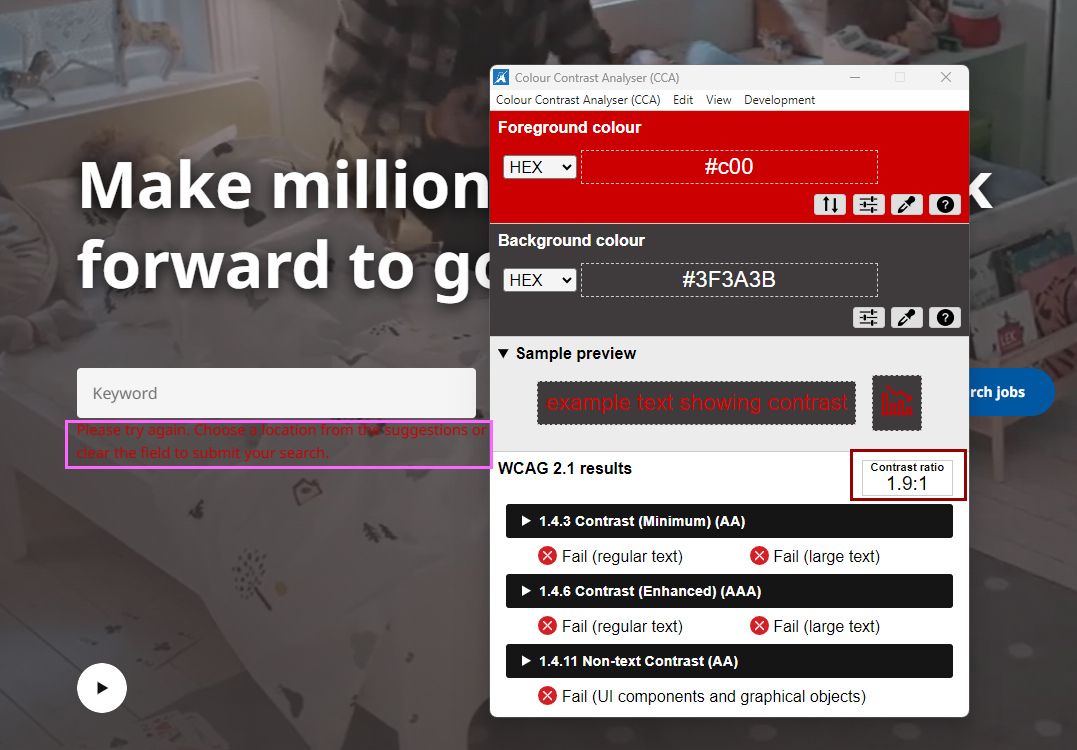 Colour Contrast Analyser (CCA)
Colour Contrast Analyser (CCA) Edit View Development
Foreground colour
HEX
#c00
?
Background colour
HEX
#3F3A3B
?
Sample preview
example text showing contrast
WCAG 2.1 results
Contrast ratio
1.9:1
1.4.3 Contrast (Minimum) (AA)
Fail (regular text) Fail (large text)
1.4.6 Contrast (Enhanced) (AAA)
Fail (regular text) Fail (large text)
1.4.11 Non-text Contrast (AA)
Fail (UI components and graphical objects)
Make million
forward to go
Keyword
jobs
Please try again. Choose a location from the suggestions or
clear the field to submit your search.